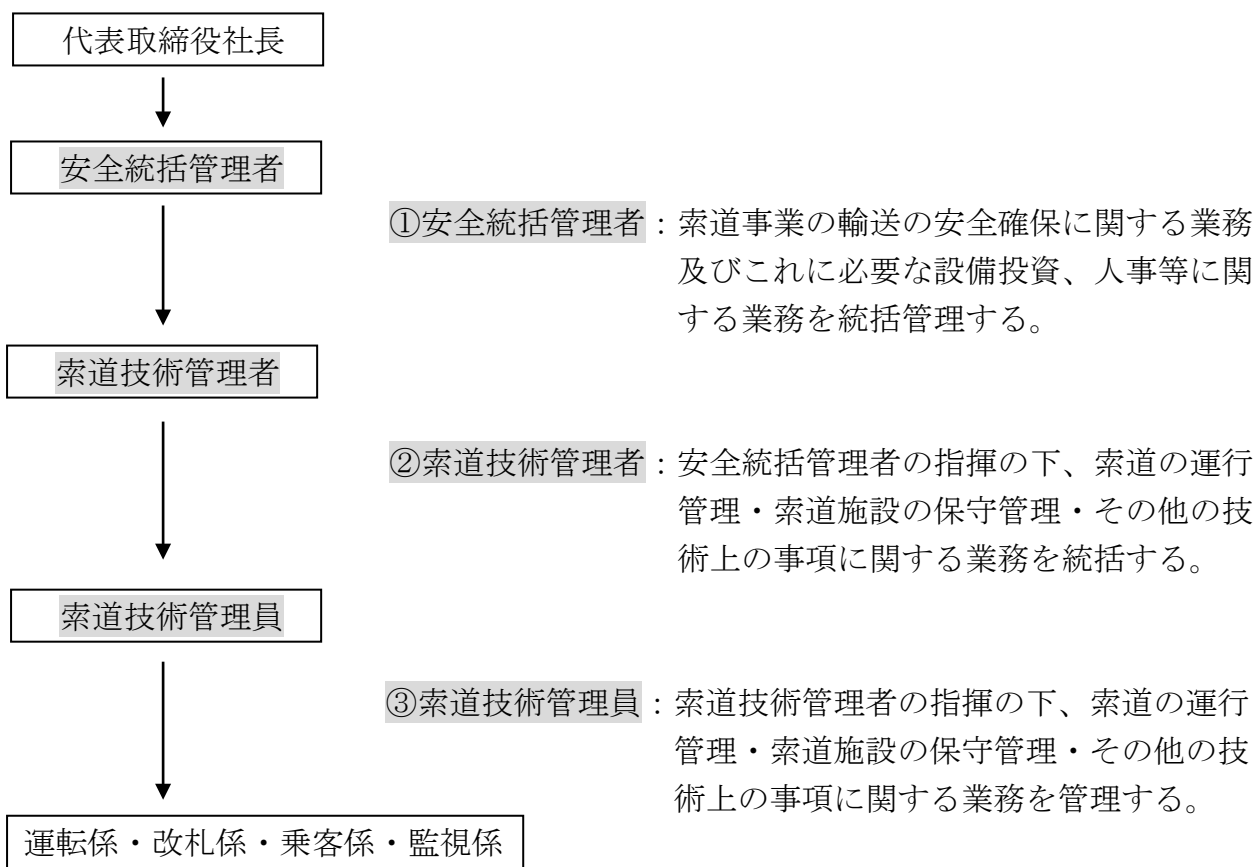 代表取締役社長
安全統括管理者
①安全統括管理者：索道事業の輸送の安全確保に関する業務
及びこれに必要な設備投資、人事等に関
する業務を統括管理する。
索道技術管理者
②索道技術管理者：安全統括管理者の指揮の下、索道の運行
管理・索道施設の保守管理・その他の技
術上の事項に関する業務を統括する。
索道技術管理員
③索道技術管理員：索道技術管理者の指揮の下、索道の運行
管理・索道施設の保守管理・その他の技
術上の事項に関する業務を管理する。
運転係・改札係・乗客係・監視係